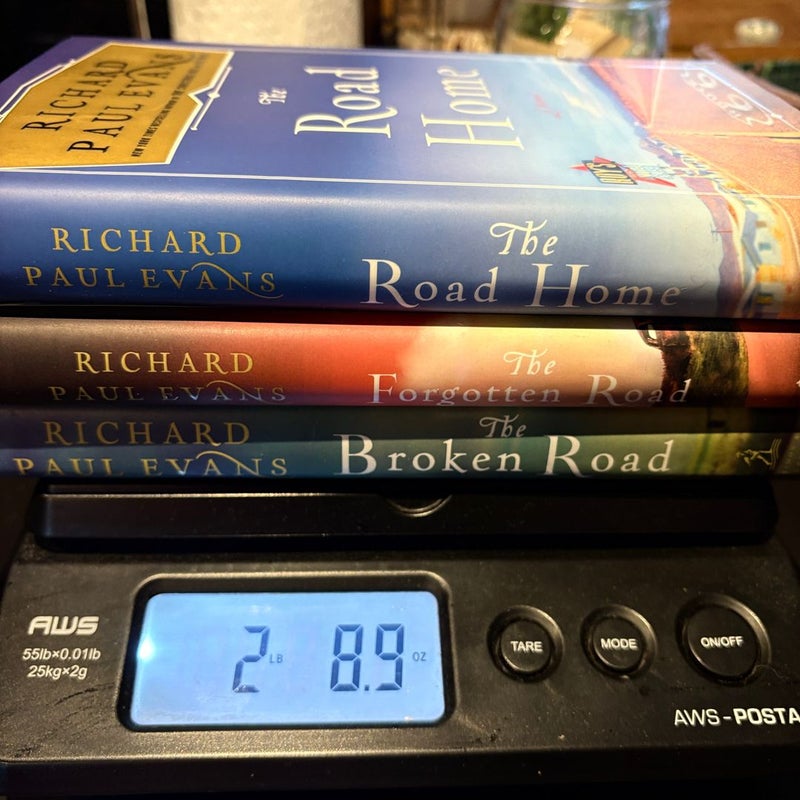 RICHARD
PAUL EVANS
The
Road
Home
RICHARD
PAUL EVANS
The
Road Home
RICHARD
PAUL EVANS
The
Forgotten Road
RICHARD
PAUL EVANS
The
Broken Road
AWS
55lb×0.01lb
25kg×2g
2 LB 8.9 OZ
TARE
MODE
ON/OFF
AWS-POSTA